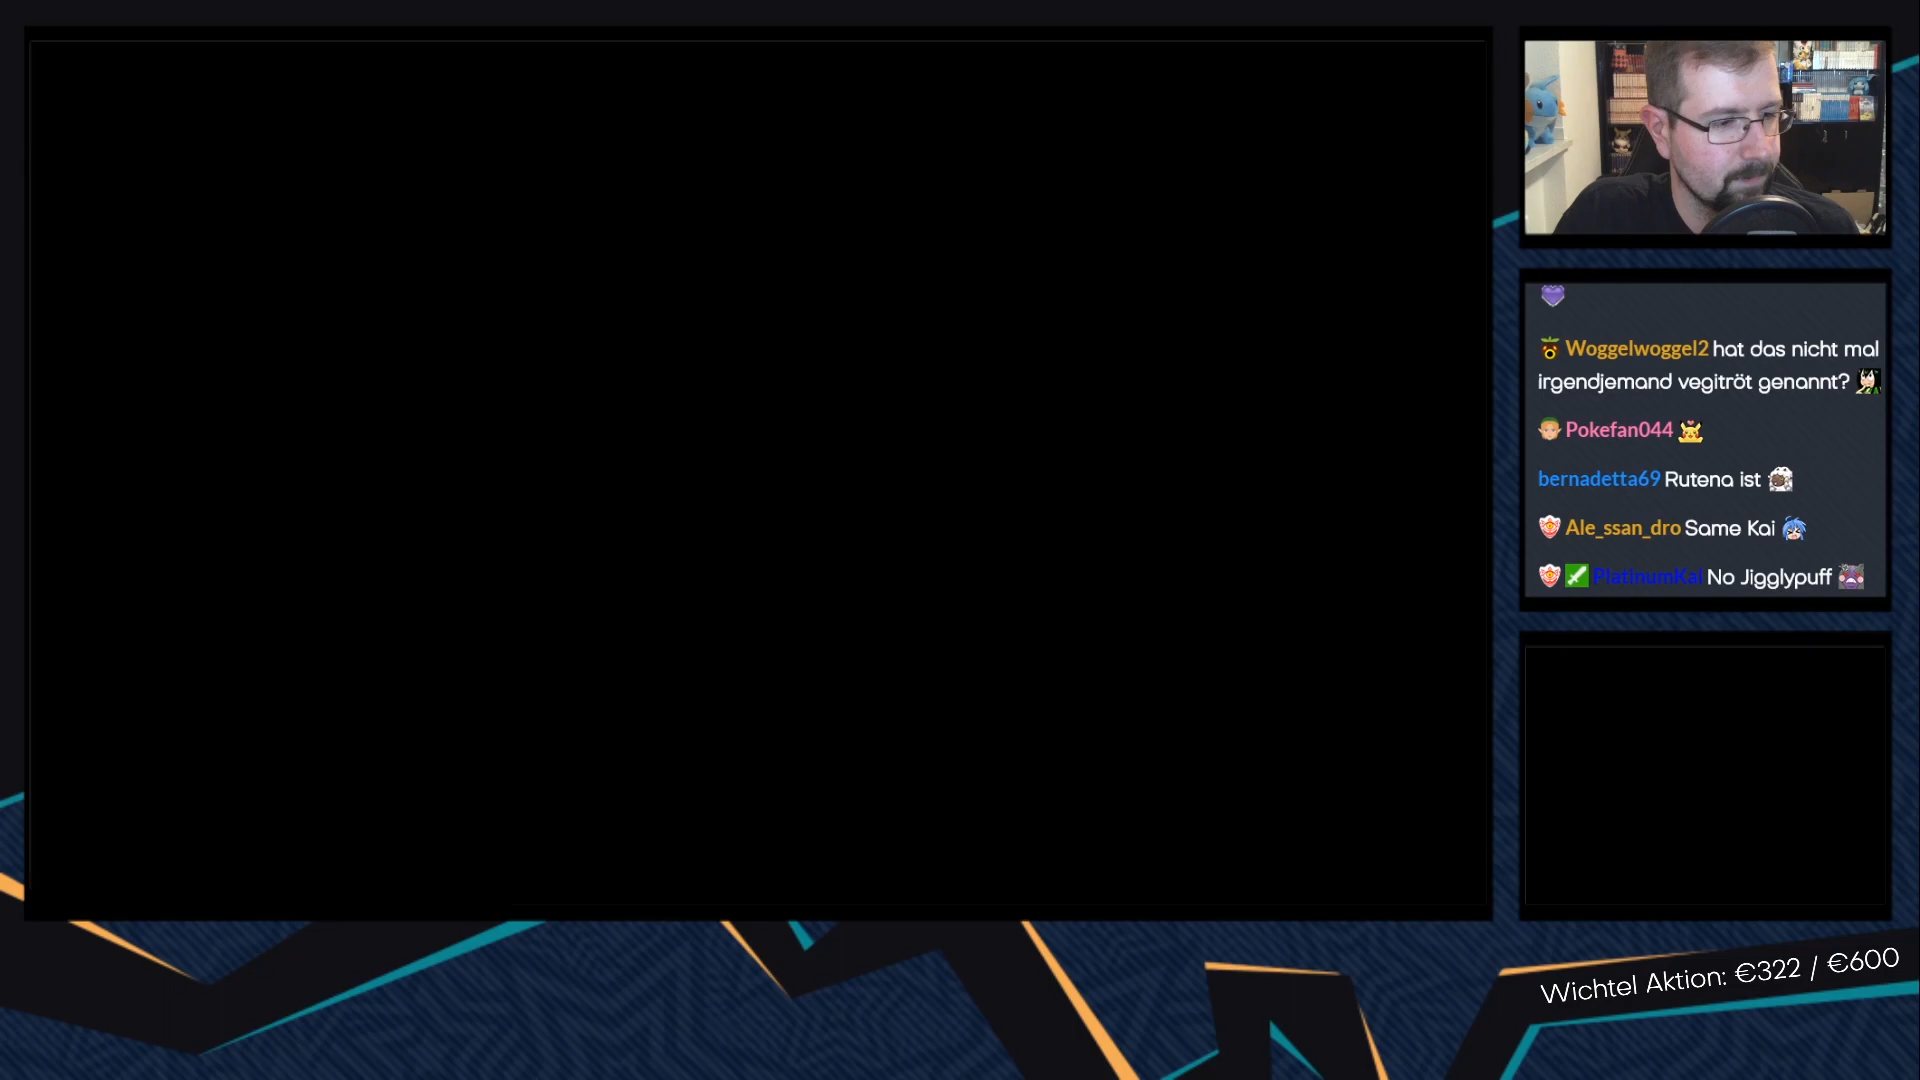 Woggelwoggel2 hat das nicht mal
irgendjemand vegitröt genannt?
Pokefan044
bernadetta69 Rutena ist
Ale_ssan_dro Same Kai
PlatinumKai No Jigglypuff
Wichtel Aktion: €322 / €600